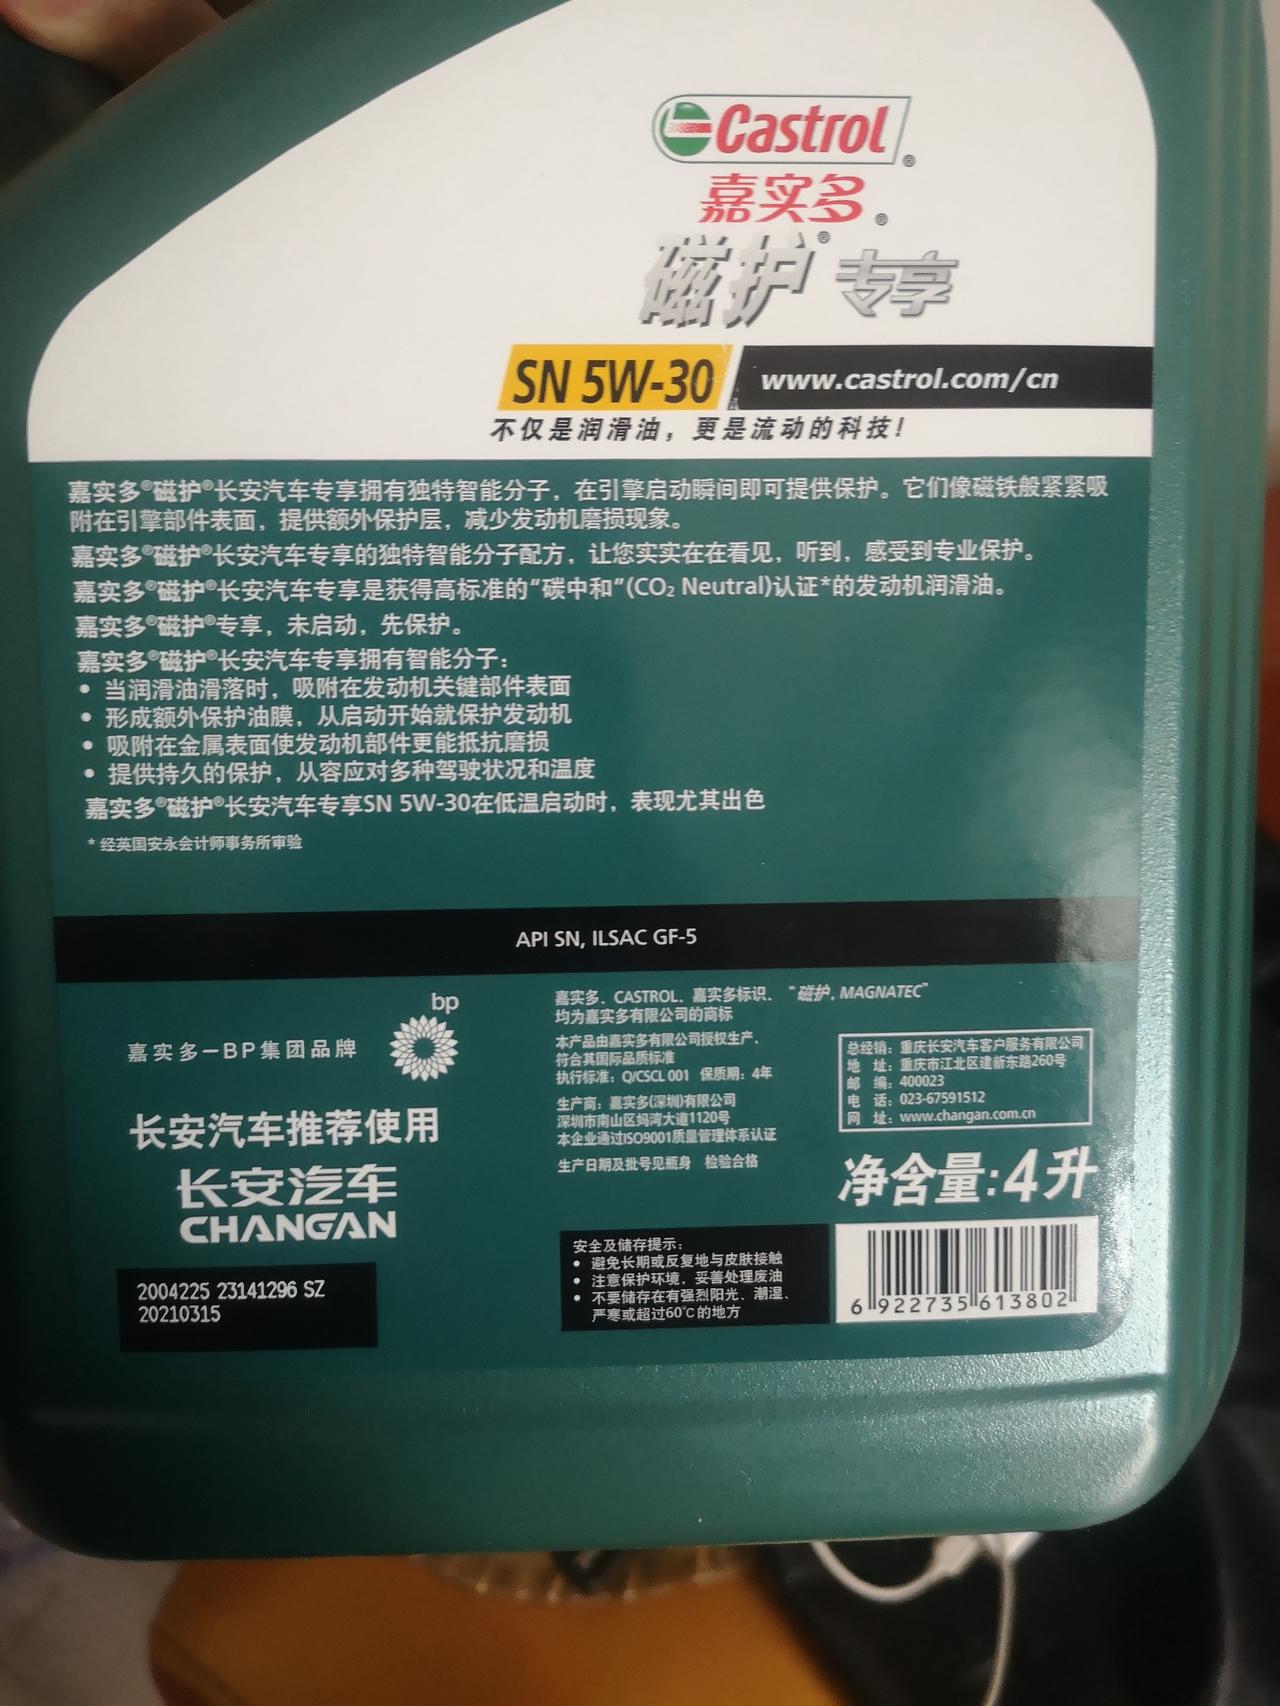 Castrol®
嘉实多®
磁护® 专享
SN 5W-30 www.castrol.com/cn
不仅是润滑油，更是流动的科技！
嘉实多®磁护®长安汽车专享拥有独特智能分子，在引擎启动瞬间即可提供保护。它们像磁铁般紧紧吸
附在引擎部件表面，提供额外保护层，减少发动机磨损现象。
嘉实多®磁护®长安汽车专享的独特智能分子配方，让您实实在在看见，听到，感受到专业保护。
嘉实多®磁护®长安汽车专享是获得高标准的“碳中和”(CO₂ Neutral)认证*的发动机润滑油。
嘉实多®磁护®专享，未启动，先保护。
嘉实多®磁护®长安汽车专享拥有智能分子：
• 当润滑油滑落时，吸附在发动机关键部件表面
• 形成额外保护油膜，从启动开始就保护发动机
• 吸附在金属表面使发动机部件更能抵抗磨损
• 提供持久的保护，从容应对多种驾驶状况和温度
嘉实多®磁护®长安汽车专享SN 5W-30在低温启动时，表现尤其出色
* 经英国安永会计师事务所审验
API SN, ILSAC GF-5
bp
嘉实多—BP集团品牌
长安汽车推荐使用
长安汽车
CHANGAN
2004225 23141296 SZ
20210315
嘉实多、CASTROL、嘉实多标识、“磁护, MAGNATEC”
均为嘉实多有限公司的商标
本产品由嘉实多有限公司授权生产，
符合其国际品质标准
执行标准：Q/CSCL 001 保质期：4年
生产商：嘉实多(深圳)有限公司
深圳市南山区妈湾大道1120号
本企业通过ISO9001质量管理体系认证
生产日期及批号见瓶身 检验合格
总经销：重庆长安汽车客户服务有限公司
地 址：重庆市江北区建新东路260号
邮 编：400023
电 话：023-67591512
网 址：www.changan.com.cn
净含量:4升
安全及储存提示：
• 避免长期或反复地与皮肤接触
• 注意保护环境，妥善处理废油
• 不要储存在有强烈阳光、潮湿、
严寒或超过60℃的地方
6 922735 613802